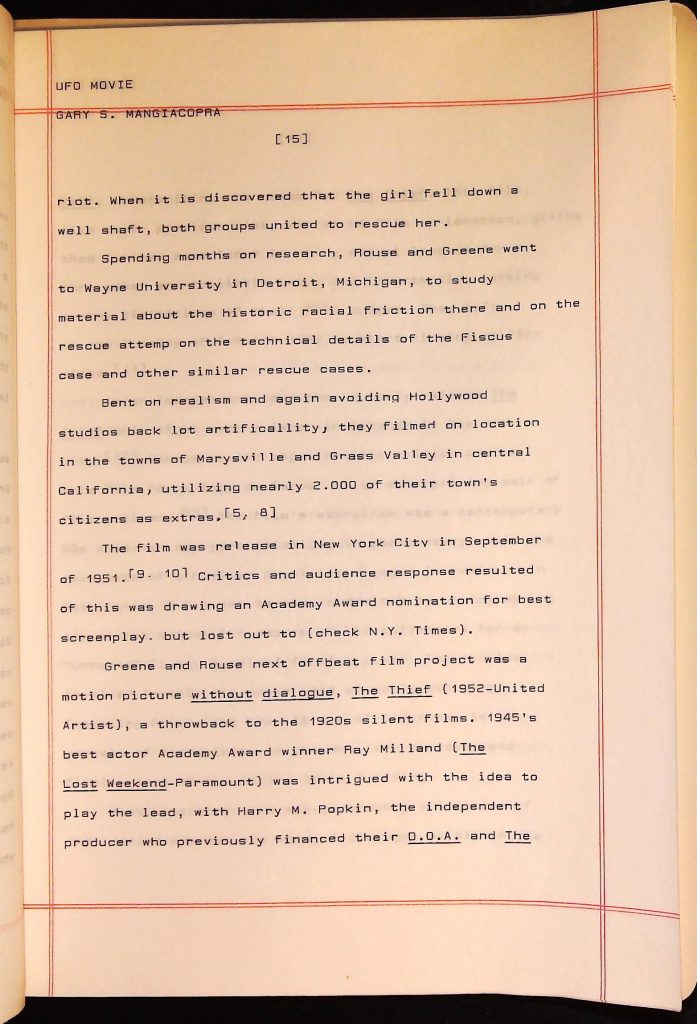 UFO MOVIE
GARY S. MANGIACOPRA
[15]
riot. When it is discovered that the girl fell down a
well shaft, both groups united to rescue her.
Spending months on research, Rouse and Greene went
to Wayne University in Detroit, Michigan, to study
material about the historic racial friction there and on the
rescue attemp on the technical details of the Fiscus
case and other similar rescue cases.
Bent on realism and again avoiding Hollywood
studios back lot artificallity, they filmed on location
in the towns of Marysville and Grass Valley in central
California, utilizing nearly 2.000 of their town's
citizens as extras.[5, 8]
The film was release in New York City in September
of 1951.[9. 10] Critics and audience response resulted
of this was drawing an Academy Award nomination for best
screenplay. but lost out to (check N.Y. Times).
Greene and Rouse next offbeat film project was a
motion picture without dialogue, The Thief (1952-United
Artist), a throwback to the 1920s silent films. 1945's
best actor Academy Award winner Ray Milland (The
Lost Weekend-Paramount) was intrigued with the idea to
play the lead, with Harry M. Popkin, the independent
producer who previously financed their D.O.A. and The